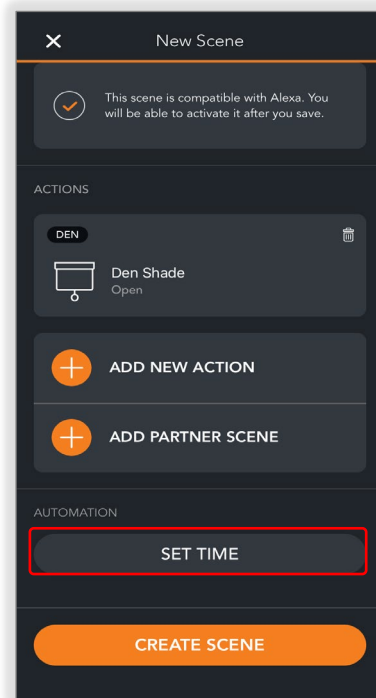 New Scene
This scene is compatible with Alexa. You
will be able to activate it after you save.
ACTIONS
DEN
Den Shade
Open
ADD NEW ACTION
ADD PARTNER SCENE
AUTOMATION
SET TIME
CREATE SCENE